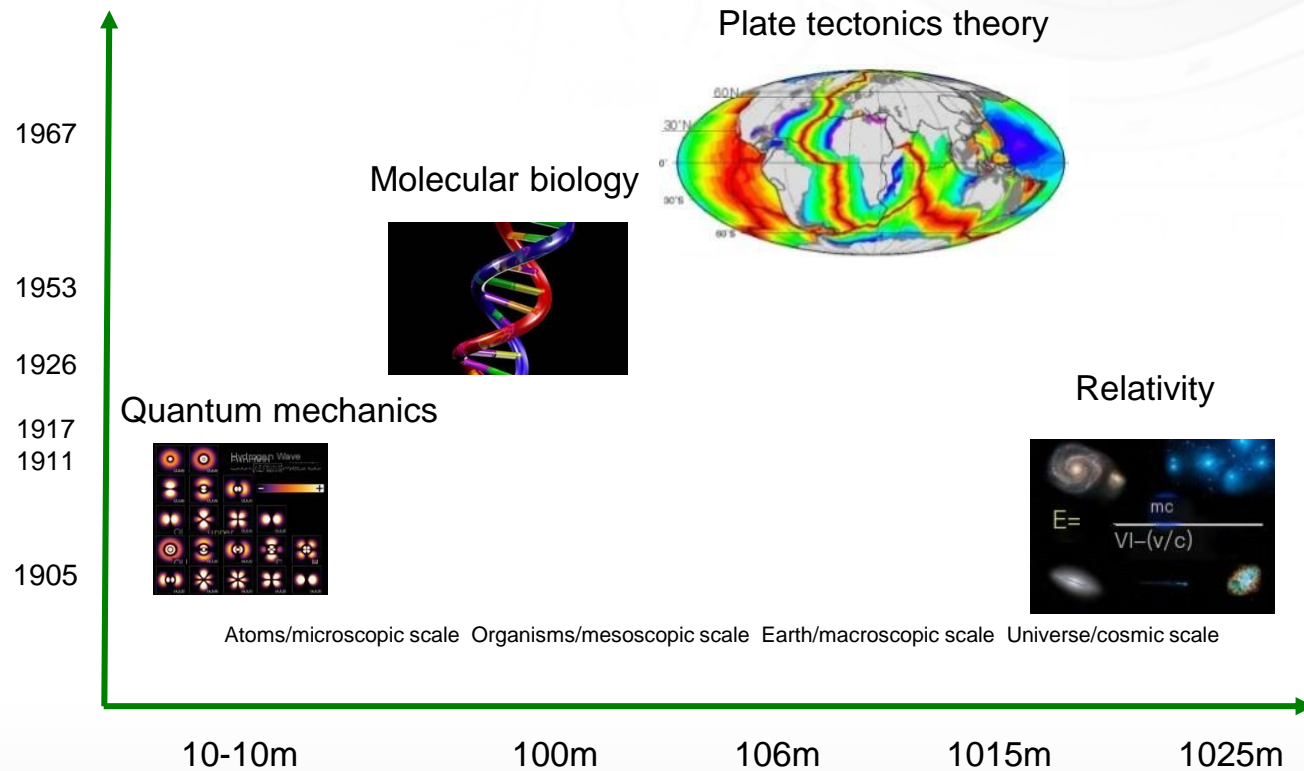 Plate tectonics theory
60N
30°N
0°
30°S
60°S
1967
Molecular biology
1953
1926
Relativity
Quantum mechanics
1917
1911
Hydrogen Wave
- +
E=
mc
VI-(v/c)
1905
Atoms/microscopic scale Organisms/mesoscopic scale Earth/macroscopic scale Universe/cosmic scale
10-10m 100m 106m 1015m 1025m